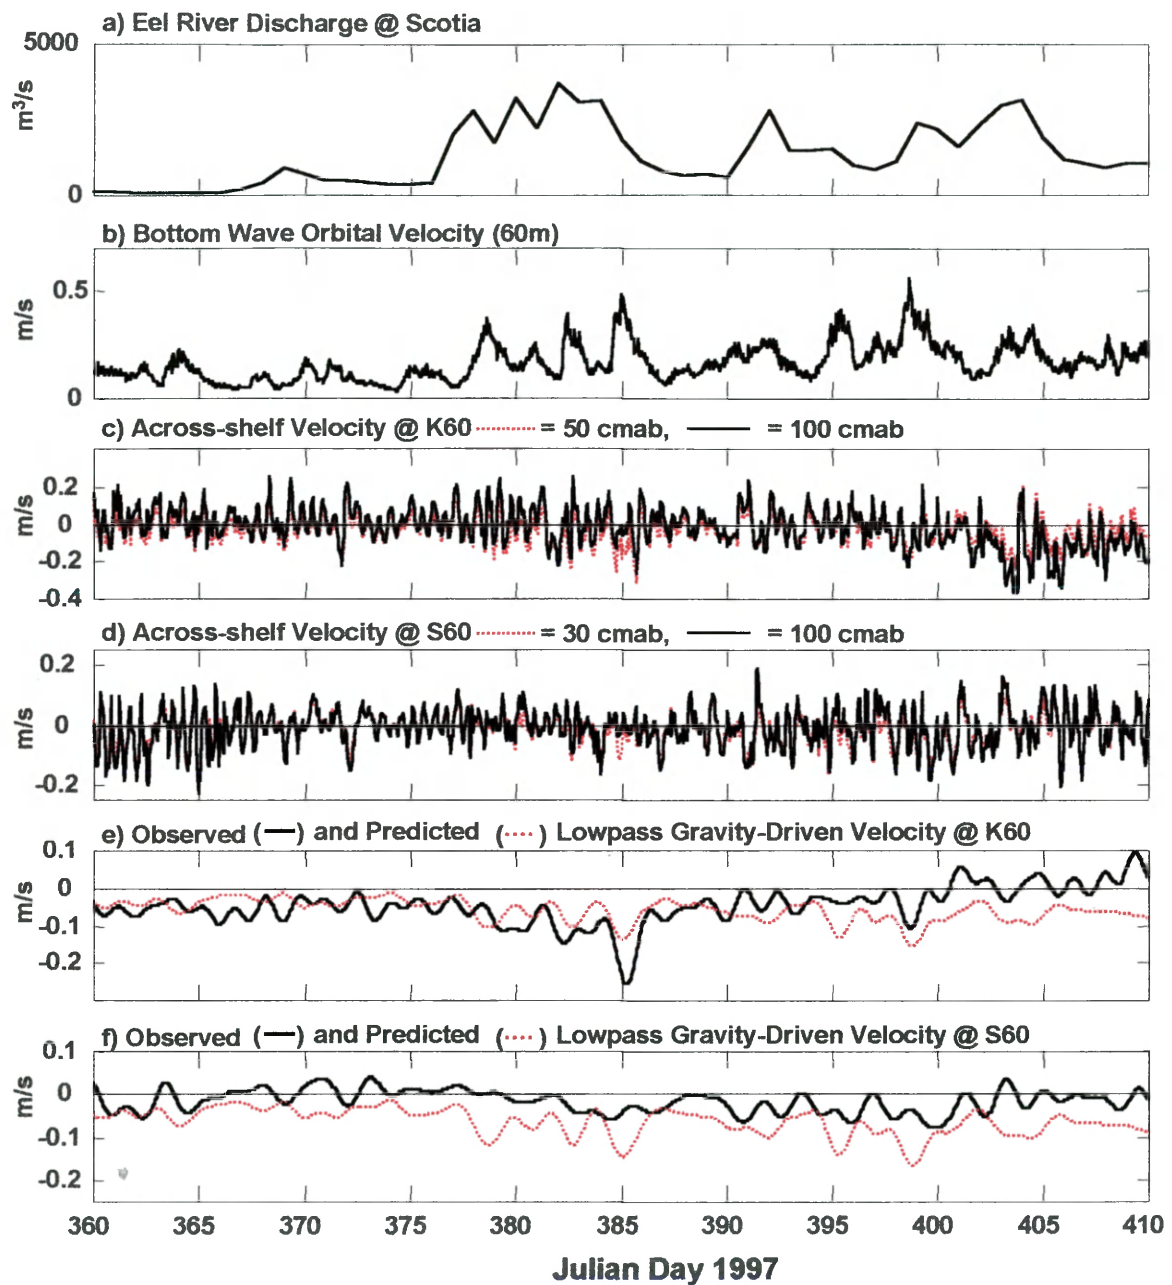 a) Eel River Discharge @ Scotia
5000
m³/s
0
b) Bottom Wave Orbital Velocity (60m)
0.5
m/s
0
c) Across-shelf Velocity @ K60 = 50 cmab, = 100 cmab
0.2
0
m/s
-0.2
-0.4
d) Across-shelf Velocity @ S60 = 30 cmab, = 100 cmab
0.2
0
m/s
-0.2
e) Observed ( ) and Predicted ( ) Lowpass Gravity-Driven Velocity @ K60
0.1
0
m/s
-0.1
-0.2
f) Observed ( ) and Predicted ( ) Lowpass Gravity-Driven Velocity @ S60
0.1
0
m/s
-0.1
-0.2
360 365 370 375 380 385 390 395 400 405 410
Julian Day 1997